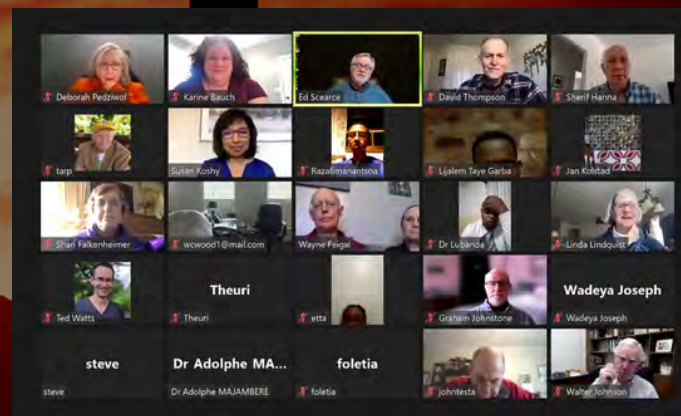 Deborah Pedziwol
Karine Bauch
Ed Scearce
David Thompson
Sherif Hanna
tarp
Susan Koshy
Razafimanantsoa
Lijalem Taye Garba
Jan Kolstad
Shari Falkenheimer
wcwood1@mail.com
Wayne Feigal
Dr Lubanda
Linda Lindquist
Ted Watts
Theuri
Theuri
etta
Graham Johnstone
Wadeya Joseph
Wadeya Joseph
steve
steve
Dr Adolphe MA...
Dr Adolphe MAJAMBERE
foletia
foletia
johntesta
Walter Johnson